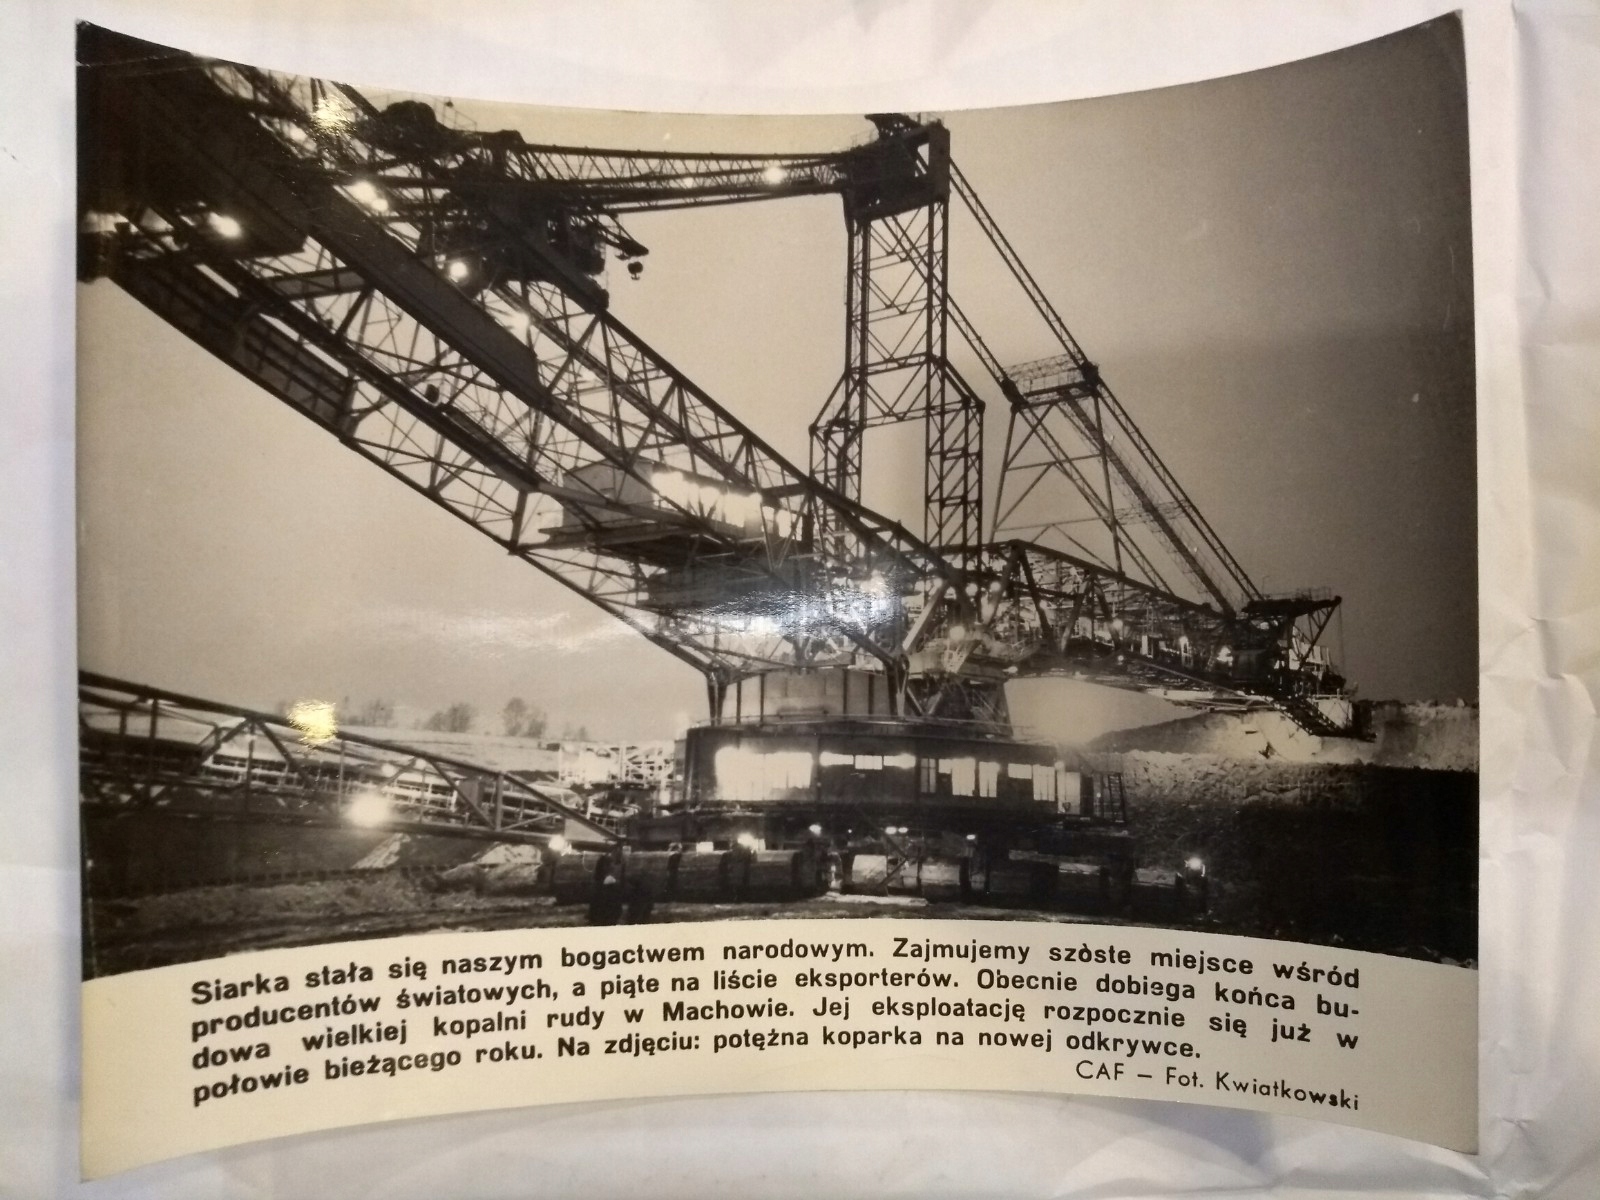 Siarka stała się naszym bogactwem narodowym. Zajmujemy szòste miejsce wśród
producentów światowych, a piąte na liście eksporterów. Obecnie dobiega końca bu-
dowa wielkiej kopalni rudy w Machowie. Jej eksploatację rozpocznie się już w
połowie bieżącego roku. Na zdjęciu: potężna koparka na nowej odkrywce.
CAF — Fot. Kwiatkowski